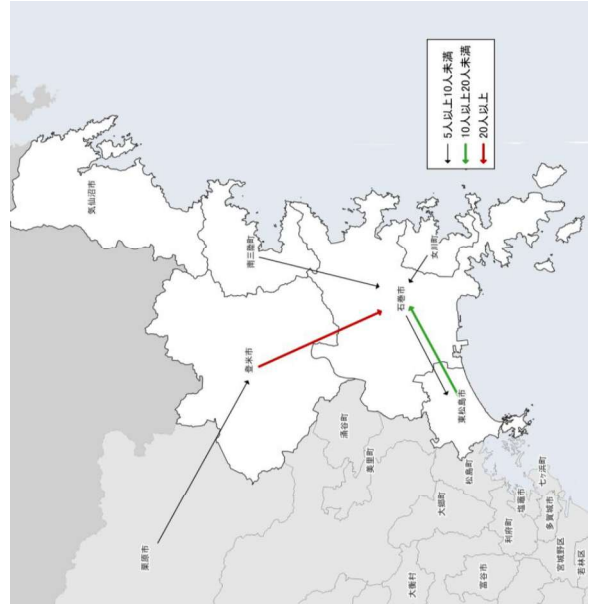 気仙沼市
南三陸町
女川町
石巻市
登米市
東松島市
栗原市
涌谷町
美里町
松島町
大郷町
利府町
塩竈市
七ヶ浜町
多賀城市
宮城野区
若林区
富谷市
大衡村
5人以上10人未満
10人以上20人未満
20人以上